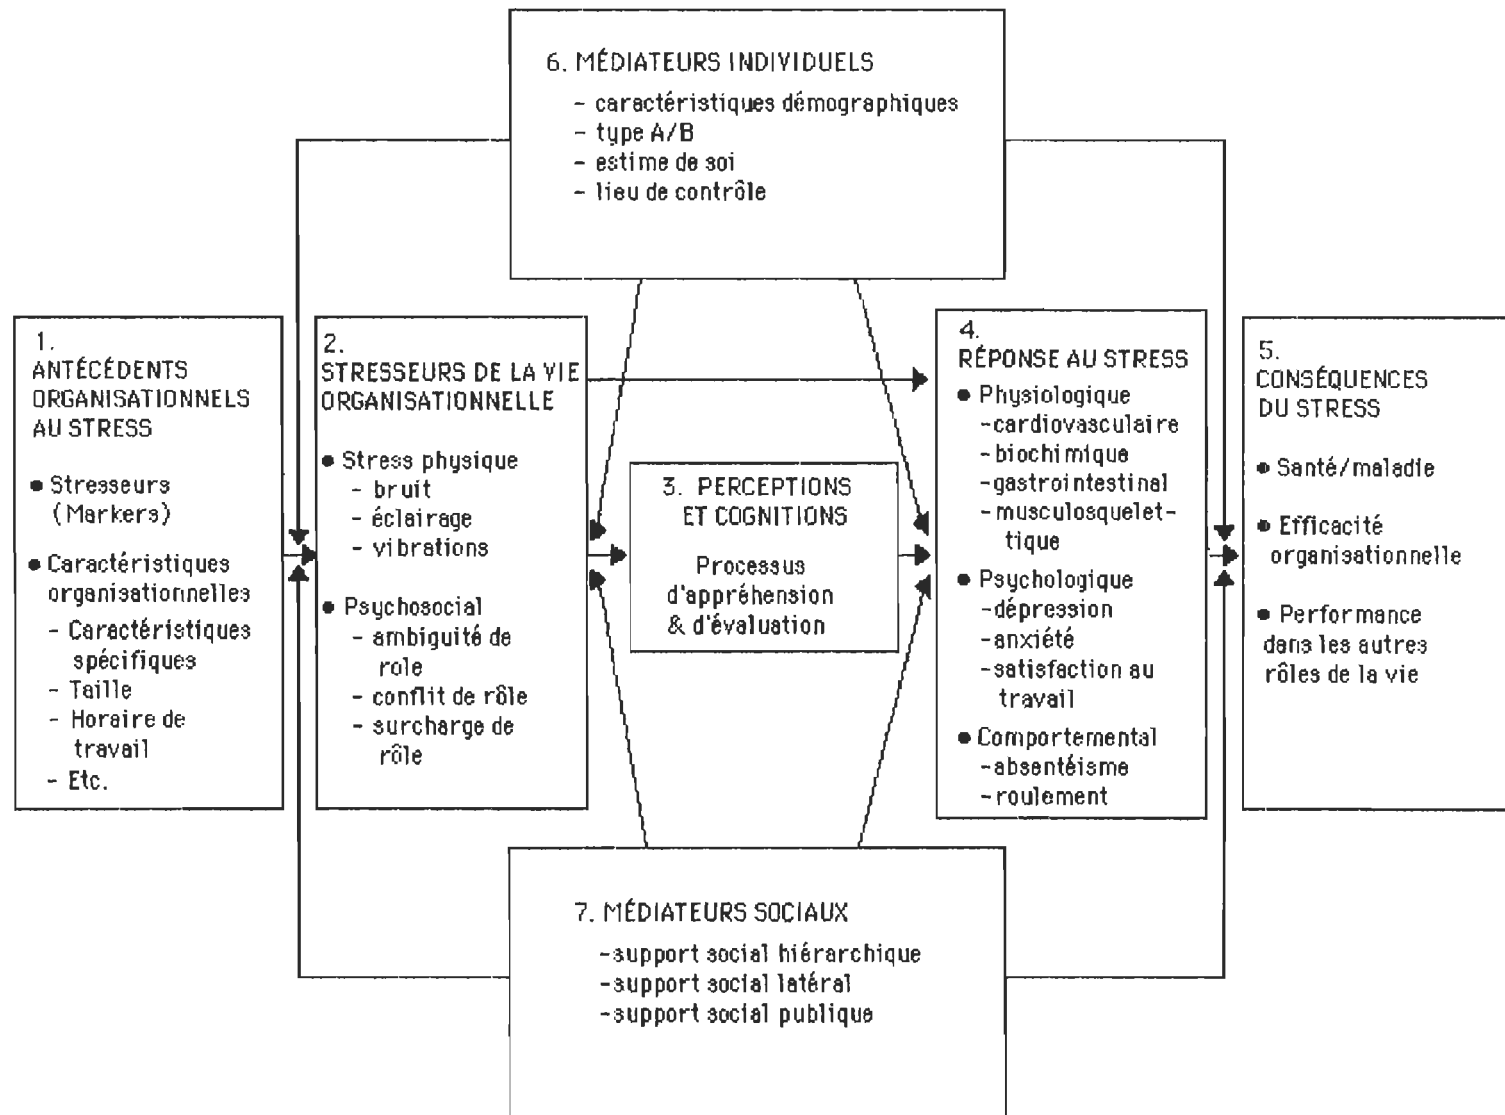 6. MÉDIATEURS INDIVIDUELS
- caractéristiques démographiques
- type A/B
- estime de soi
- lieu de contrôle
1.
ANTÉCÉDENTS
ORGANISATIONNELS
AU STRESS
● Stresseurs
(Markers)
● Caractéristiques
organisationnelles
- Caractéristiques
spécifiques
- Taille
- Horaire de
travail
- Etc.
2.
STRESSEURS DE LA VIE
ORGANISATIONNELLE
● Stress physique
- bruit
- éclairage
- vibrations
● Psychosocial
- ambiguité de
role
- conflit de rôle
- surcharge de
rôle
3. PERCEPTIONS
ET COGNITIONS
Processus
d'appréhension
& d'évaluation
4.
RÉPONSE AU STRESS
● Physiologique
-cardiovasculaire
-biochimique
-gastrointestinal
-musculosquelet-
tique
● Psychologique
-dépression
-anxiété
-satisfaction au
travail
● Comportemental
-absentéisme
-roulement
5.
CONSÉQUENCES
DU STRESS
● Santé/maladie
● Efficacité
organisationnelle
● Performance
dans les autres
rôles de la vie
7. MÉDIATEURS SOCIAUX
-support social hiérarchique
-support social latéral
-support social publique